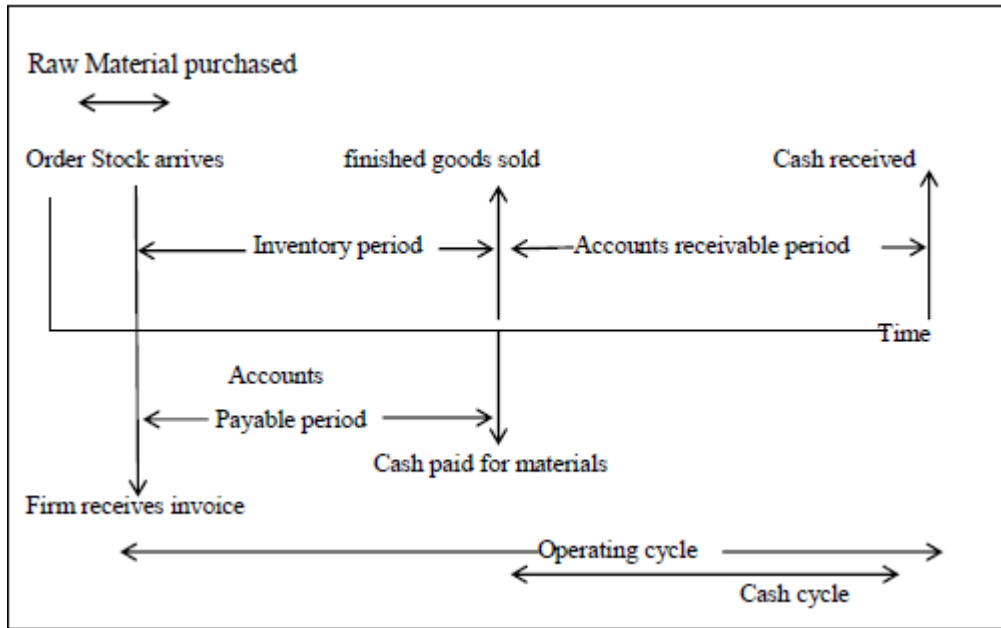 Raw Material purchased
Order Stock arrives
finished goods sold
Cash received
Inventory period
Accounts receivable period
Time
Accounts
Payable period
Cash paid for materials
Firm receives invoice
Operating cycle
Cash cycle